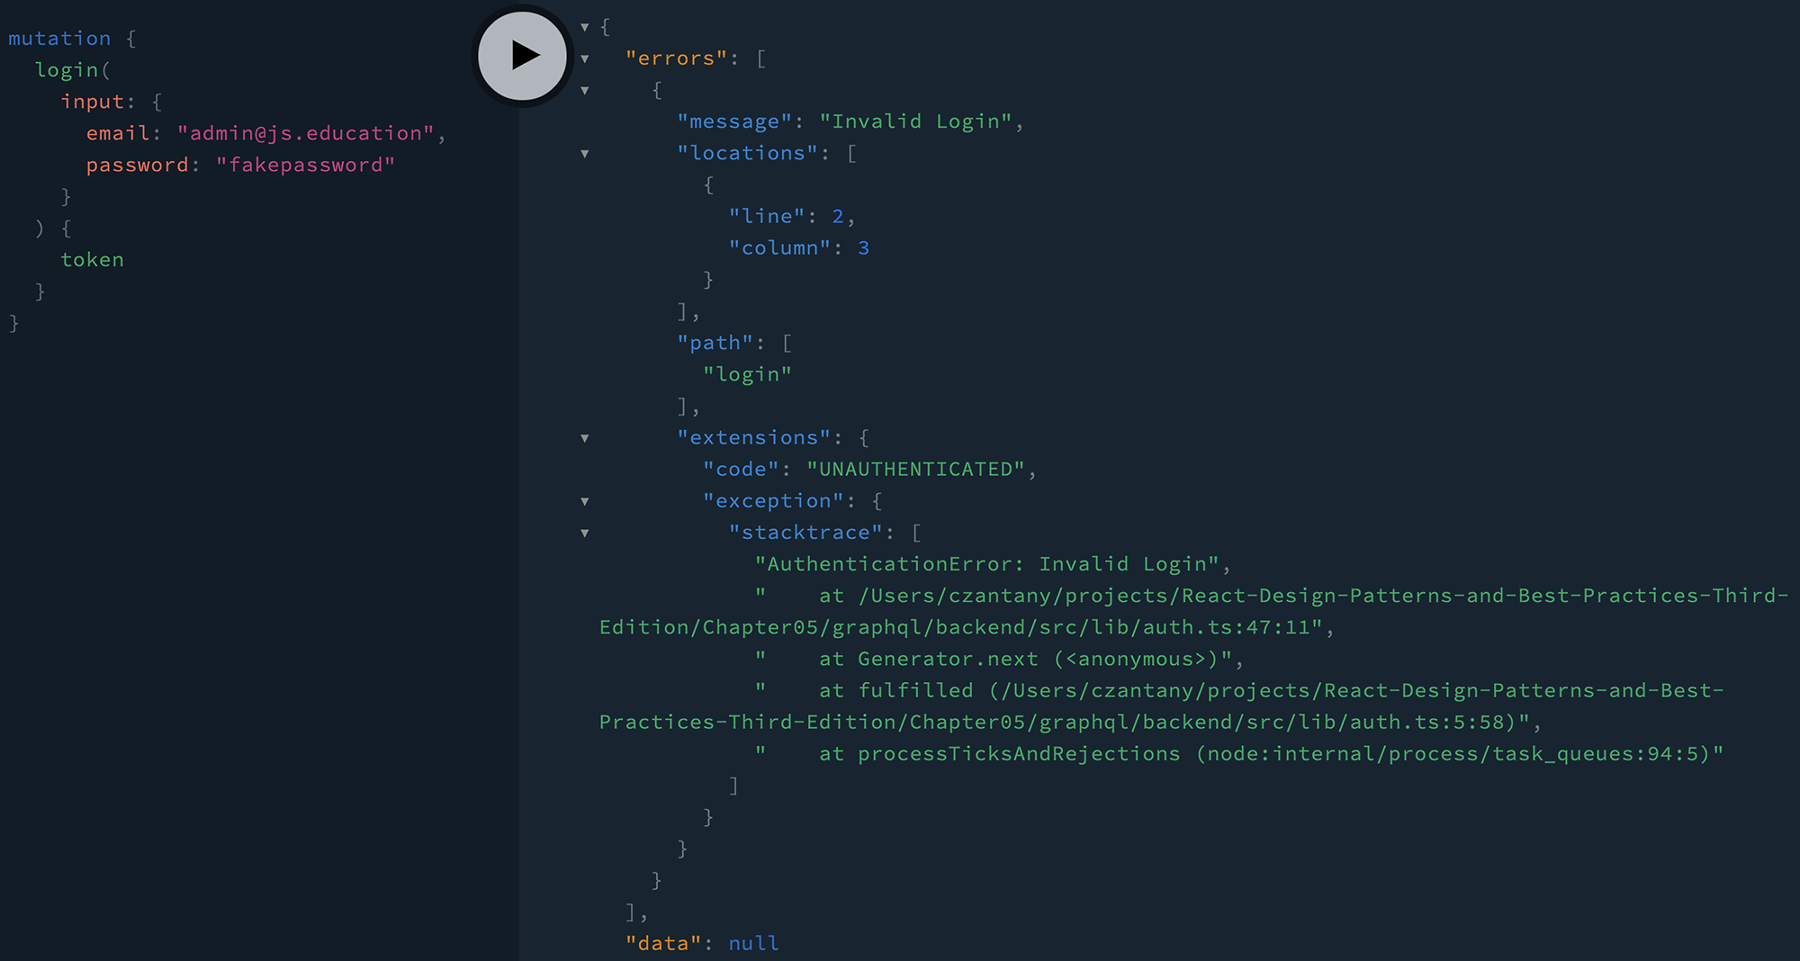 mutation {
  login(
    input: {
      email: "admin@js.education",
      password: "fakepassword"
    }
  ) {
    token
  }
}
{
  "errors": [
    {
      "message": "Invalid Login",
      "locations": [
        {
          "line": 2,
          "column": 3
        }
      ],
      "path": [
        "login"
      ],
      "extensions": {
        "code": "UNAUTHENTICATED",
        "exception": {
          "stacktrace": [
            "AuthenticationError: Invalid Login",
            "    at /Users/czantany/projects/React-Design-Patterns-and-Best-Practices-Third-
Edition/Chapter05/graphql/backend/src/lib/auth.ts:47:11",
            "    at Generator.next (<anonymous>)",
            "    at fulfilled (/Users/czantany/projects/React-Design-Patterns-and-Best-
Practices-Third-Edition/Chapter05/graphql/backend/src/lib/auth.ts:5:58)",
            "    at processTicksAndRejections (node:internal/process/task_queues:94:5)"
          ]
        }
      }
    }
  ],
  "data": null